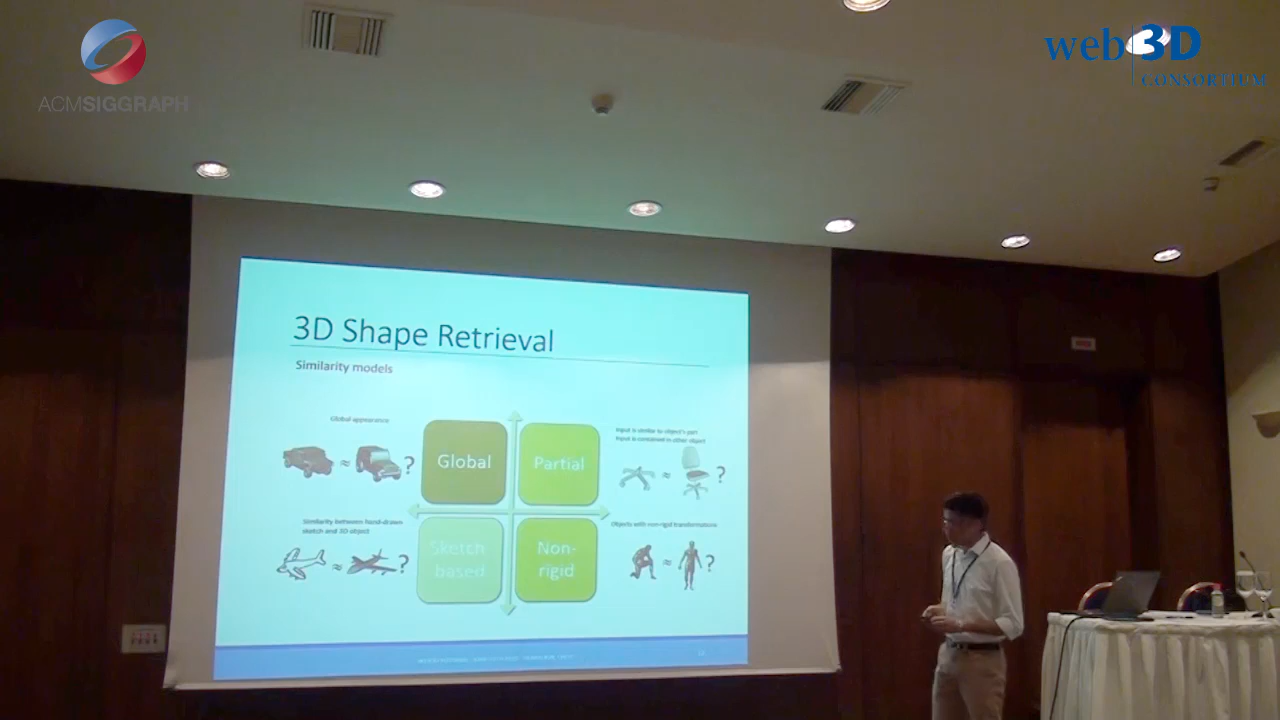 ACMSIGGRAPH
web 3D
CONSORTIUM
3D Shape Retrieval
Similarity models
Global appearance
≈ ?
Global
Partial
Input is similar to object's part
Input is contained in other object
≈ ?
Similarity between hand-drawn
sketch and 3D object
≈ ?
Sketch
based
Non-
rigid
Objects with non-rigid transformations
≈ ?